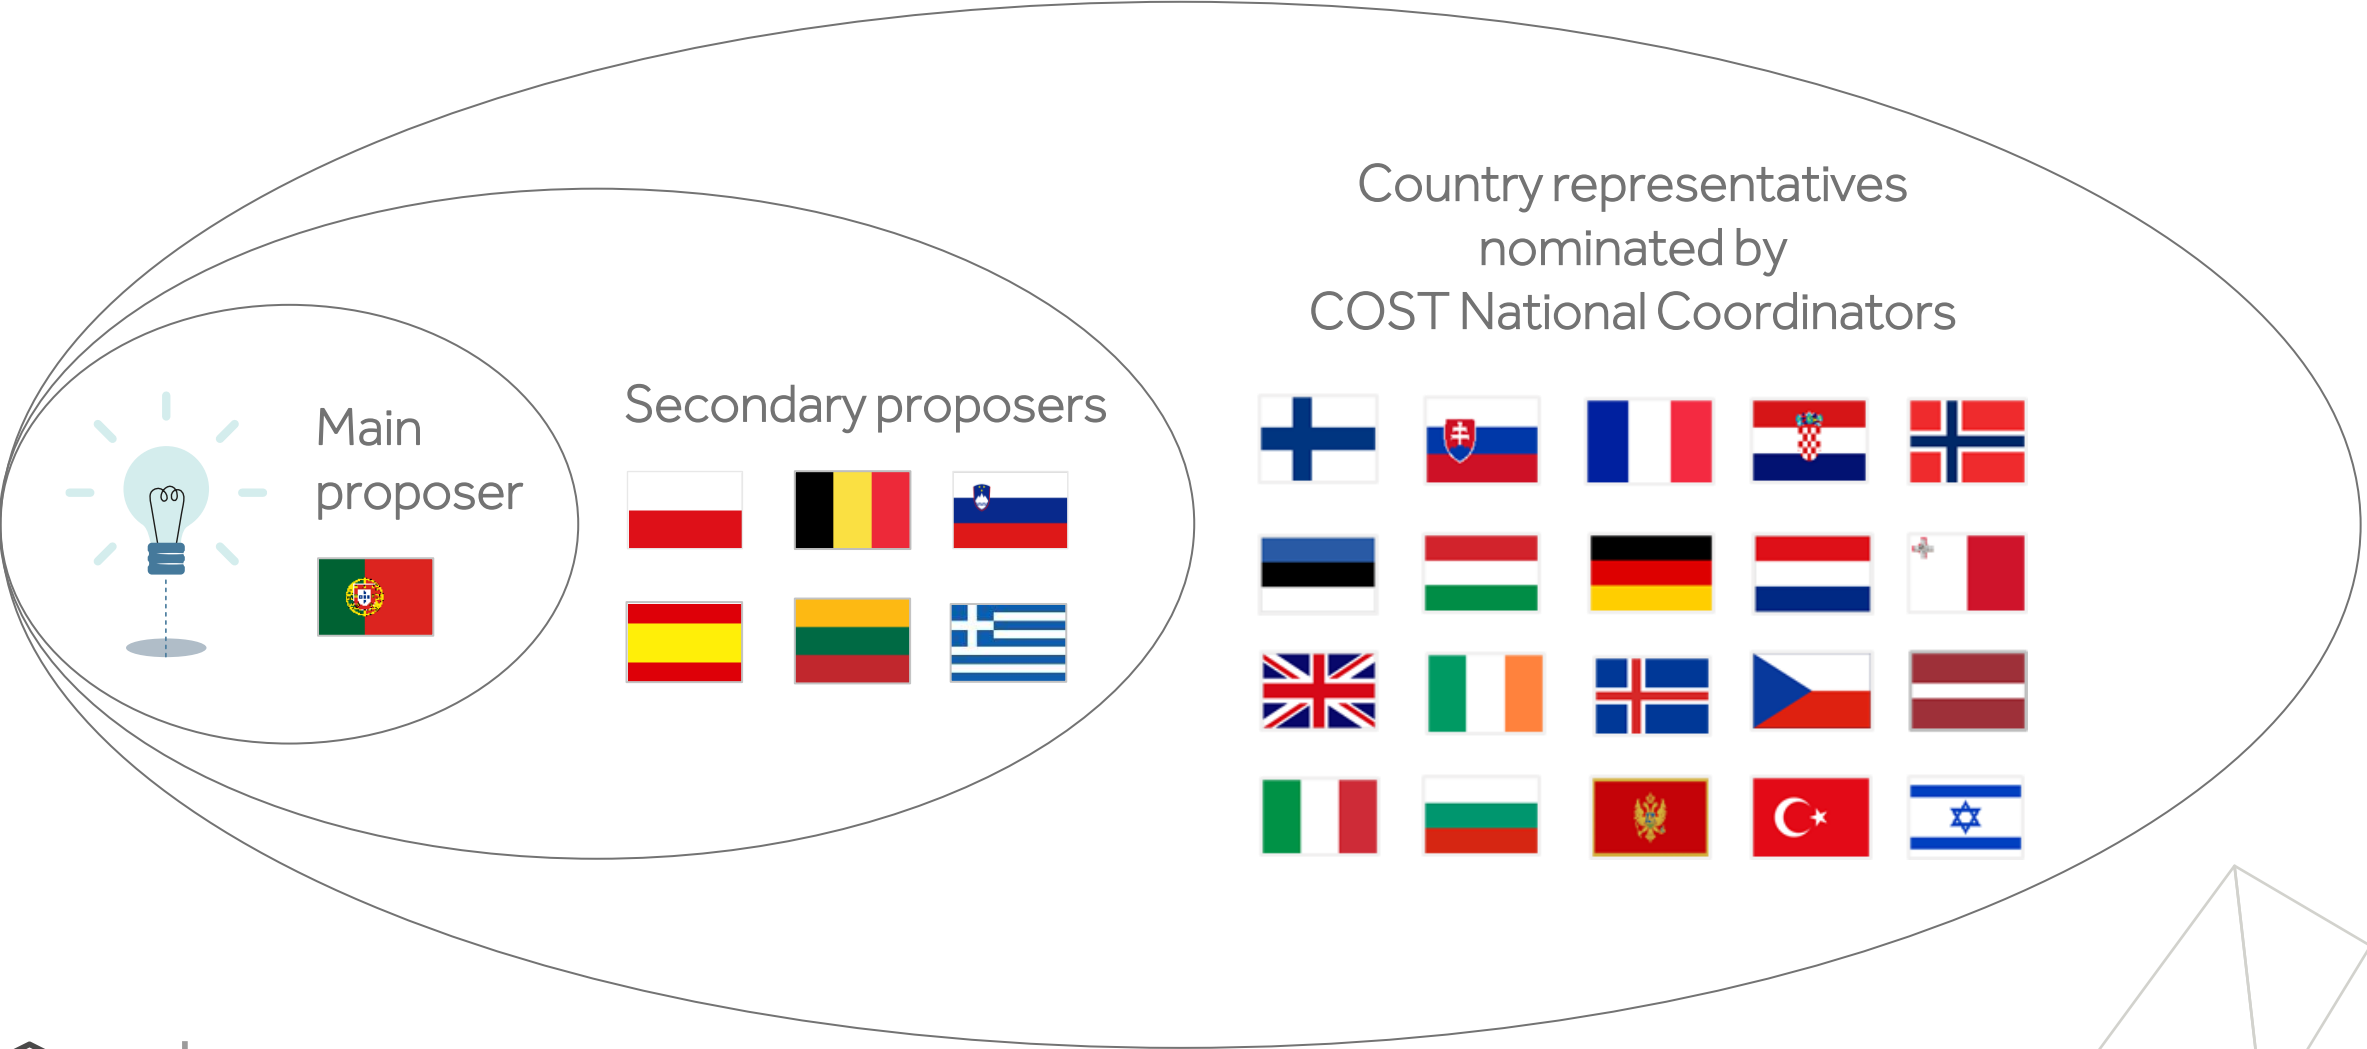 Country representatives
nominated by
COST National Coordinators
Secondary proposers
Main
proposer